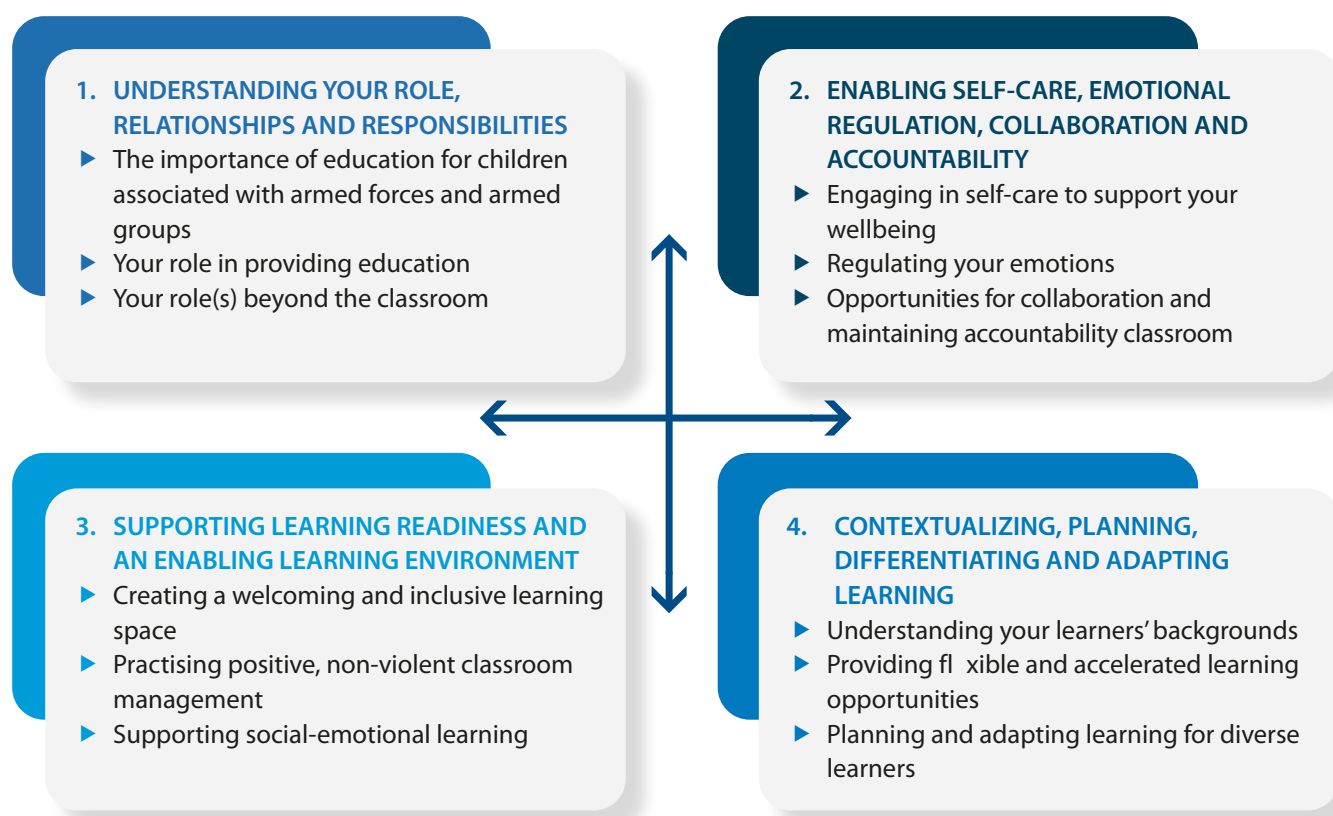 1. UNDERSTANDING YOUR ROLE,
RELATIONSHIPS AND RESPONSIBILITIES
▶ The importance of education for children
associated with armed forces and armed
groups
▶ Your role in providing education
▶ Your role(s) beyond the classroom
2. ENABLING SELF-CARE, EMOTIONAL
REGULATION, COLLABORATION AND
ACCOUNTABILITY
▶ Engaging in self-care to support your
wellbeing
▶ Regulating your emotions
▶ Opportunities for collaboration and
maintaining accountability classroom
3. SUPPORTING LEARNING READINESS AND
AN ENABLING LEARNING ENVIRONMENT
▶ Creating a welcoming and inclusive learning
space
▶ Practising positive, non-violent classroom
management
▶ Supporting social-emotional learning
4. CONTEXTUALIZING, PLANNING,
DIFFERENTIATING AND ADAPTING
LEARNING
▶ Understanding your learners’ backgrounds
▶ Providing fl xible and accelerated learning
opportunities
▶ Planning and adapting learning for diverse
learners